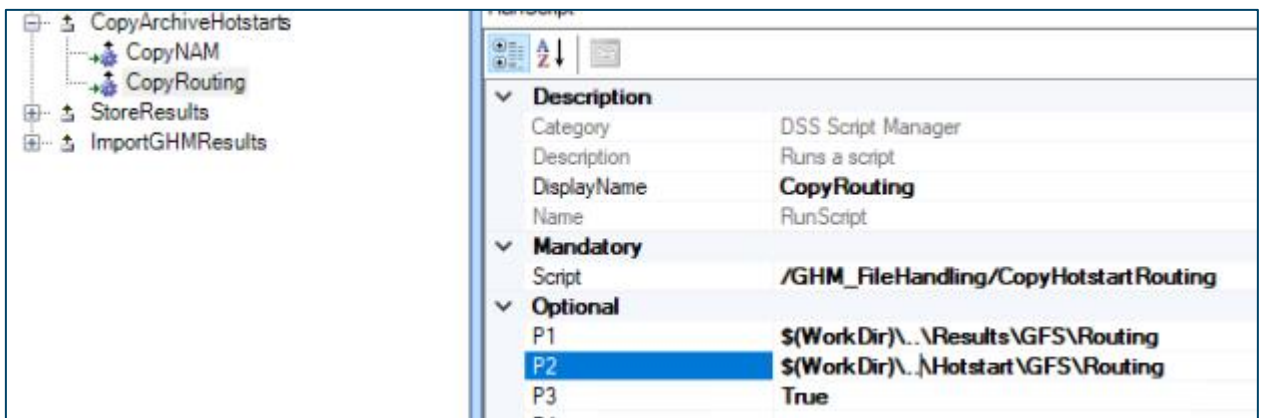 CopyArchiveHotstarts
CopyNAM
CopyRouting
StoreResults
ImportGHMResults
RunScript
Description
Category DSS Script Manager
Description Runs a script
DisplayName CopyRouting
Name RunScript
Mandatory
Script /GHM_FileHandling/CopyHotstartRouting
Optional
P1 $(WorkDir)\..\Results\GFS\Routing
P2 $(WorkDir)\..\Hotstart\GFS\Routing
P3 True